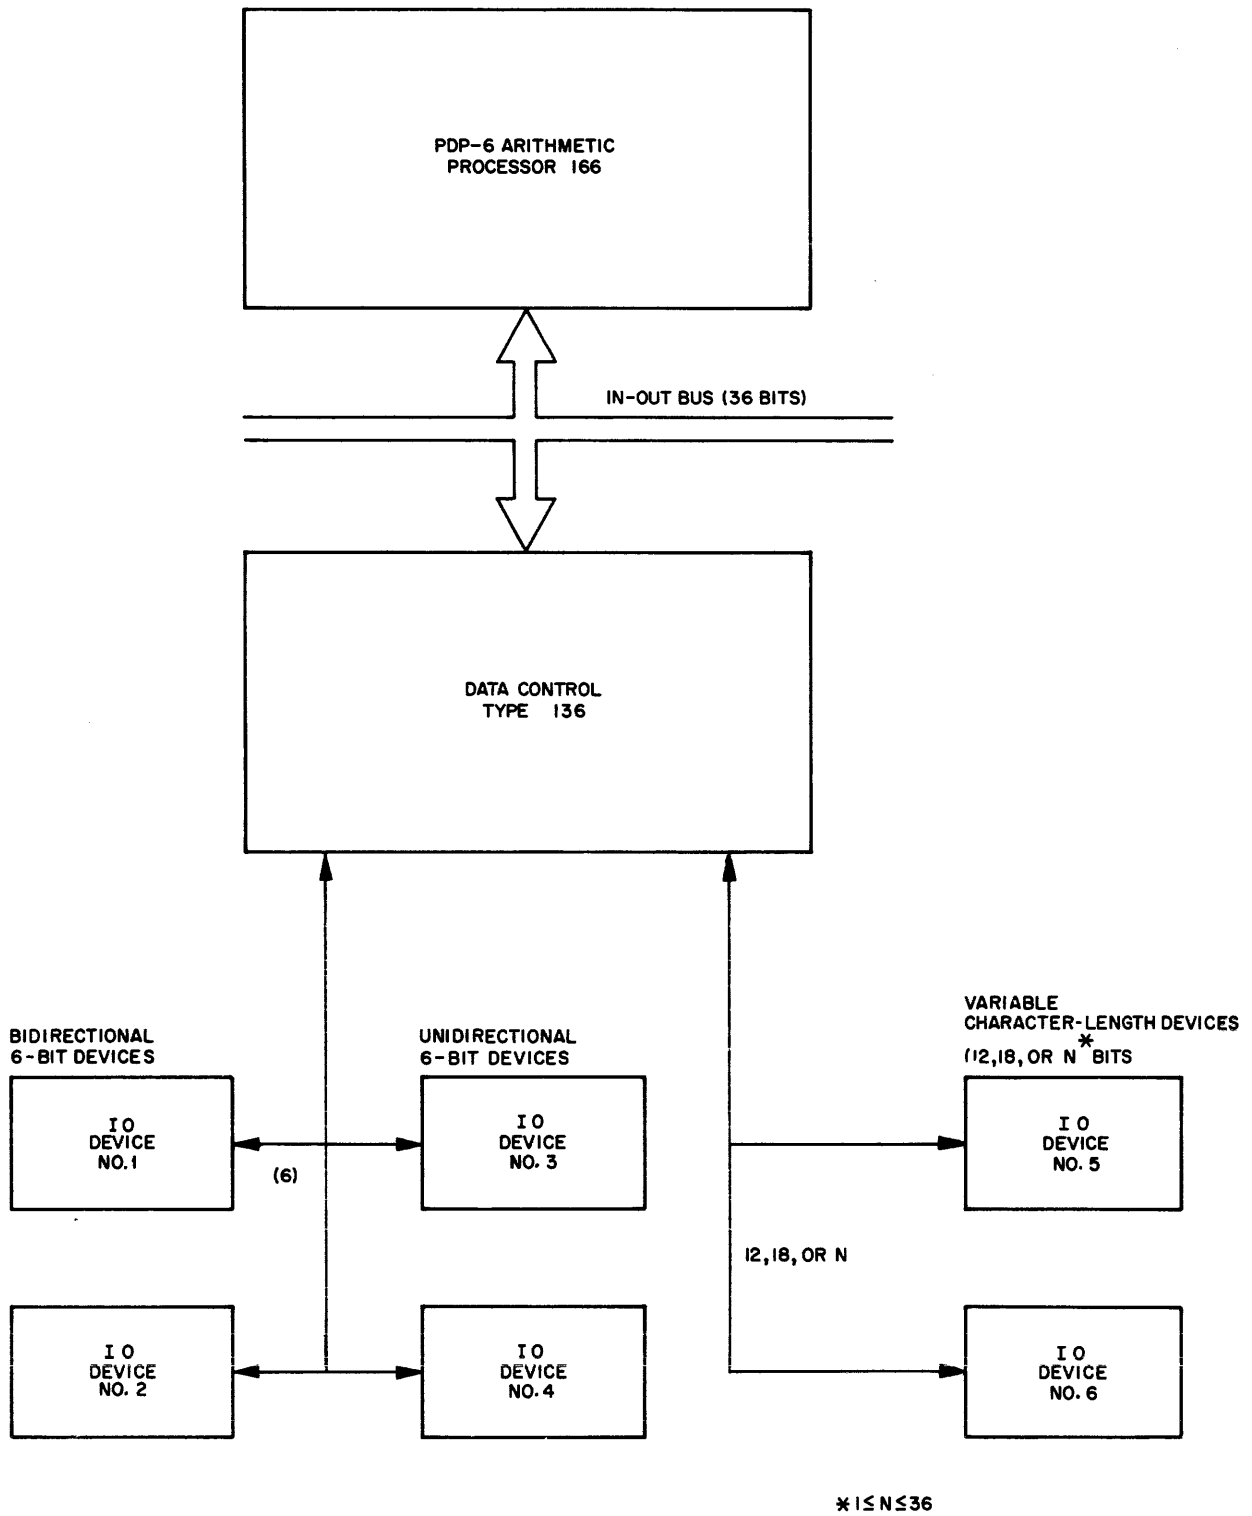 PDP-6 ARITHMETIC
PROCESSOR 166
IN-OUT BUS (36 BITS)
DATA CONTROL
TYPE 136
BIDIRECTIONAL
6-BIT DEVICES
UNIDIRECTIONAL
6-BIT DEVICES
VARIABLE
CHARACTER-LENGTH DEVICES
(12,18, OR N* BITS
IO
DEVICE
NO.1
(6)
IO
DEVICE
NO. 3
IO
DEVICE
NO. 5
12,18, OR N
IO
DEVICE
NO. 2
IO
DEVICE
NO.4
IO
DEVICE
NO. 6
* 1≤N≤36